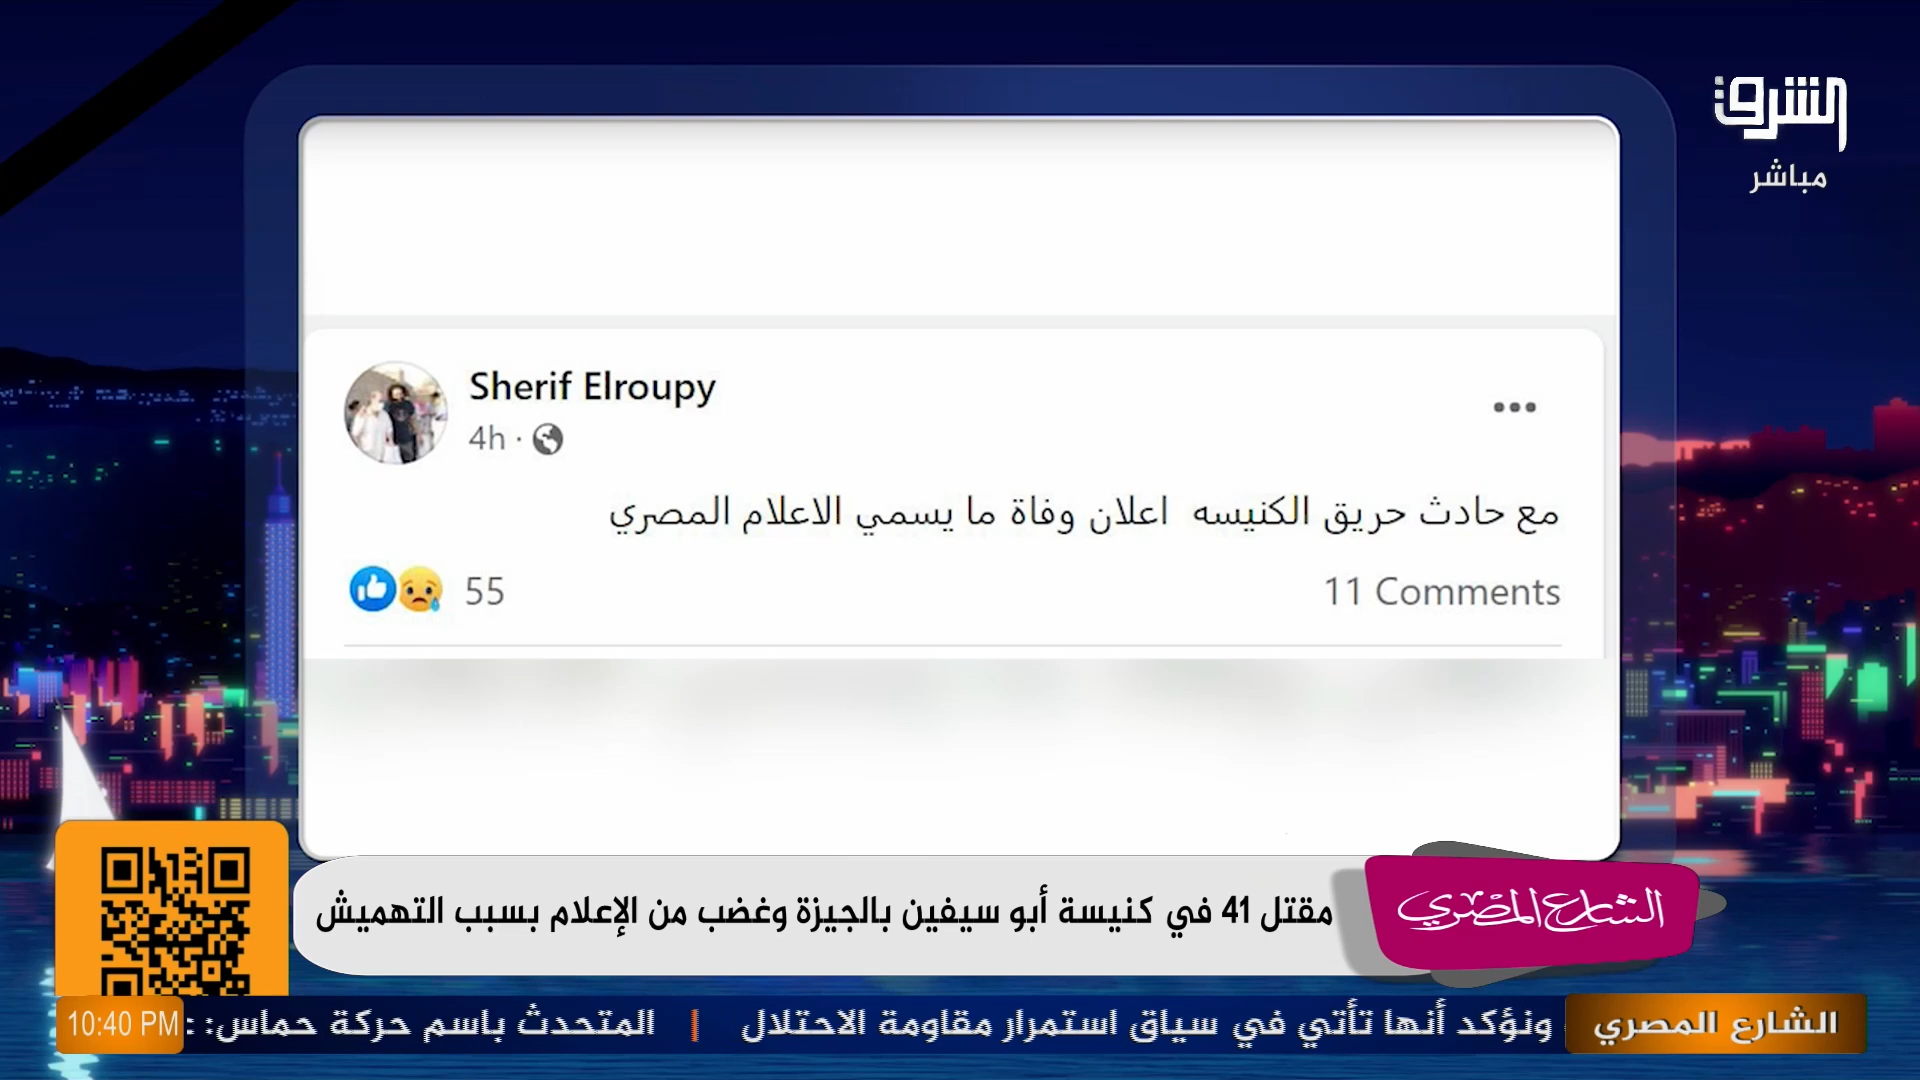 الشرق
مباشر
Sherif Elroupy
4h ·
مع حادث حريق الكنيسه اعلان وفاة ما يسمي الاعلام المصري
55
11 Comments
الشارع المصري
مقتل 41 في كنيسة أبو سيفين بالجيزة وغضب من الإعلام بسبب التهميش
الشارع المصري
ونؤكد أنها تأتي في سياق استمرار مقاومة الاحتلال | المتحدث باسم حركة حماس: :
10:40 PM